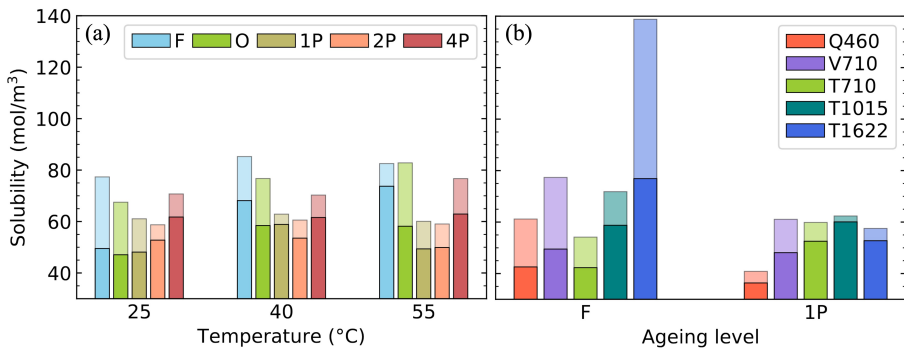 140
120
100
80
60
40
Solubility (mol/m³)
(a)
F O 1P 2P 4P
25 40 55
Temperature (°C)
(b)
Q460
V710
T710
T1015
T1622
F 1P
Ageing level